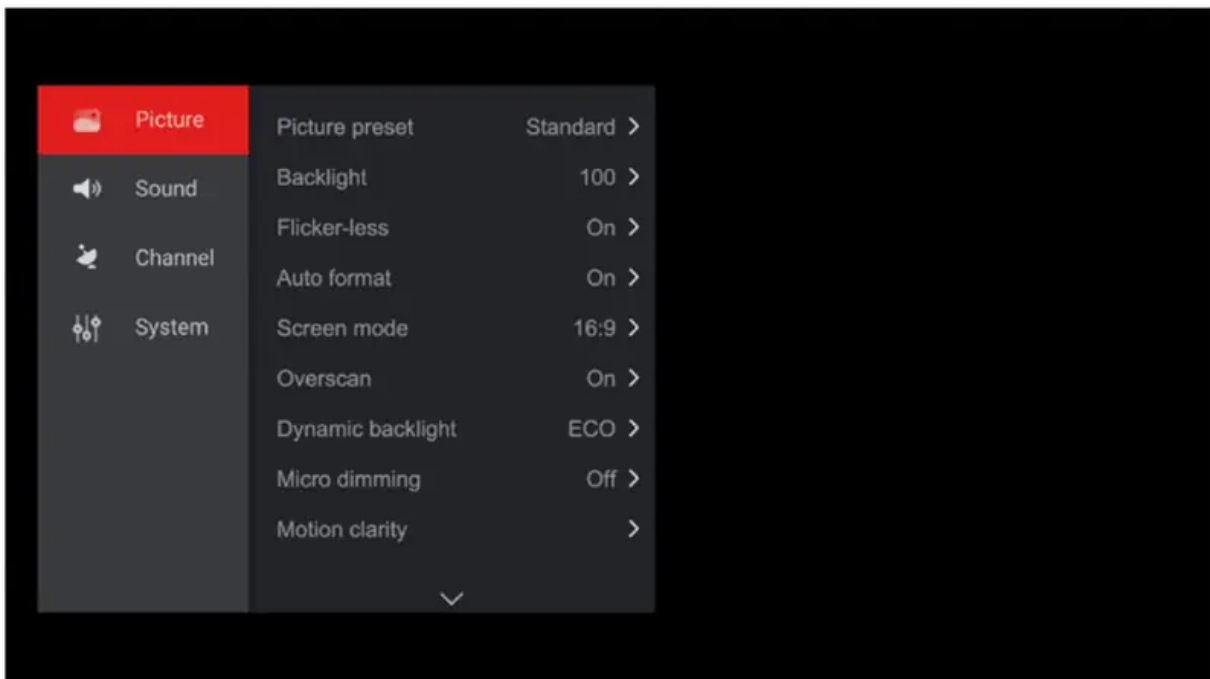 Picture
Sound
Channel
System
Picture preset Standard
Backlight 100
Flicker-less On
Auto format On
Screen mode 16:9
Overscan On
Dynamic backlight ECO
Micro dimming Off
Motion clarity